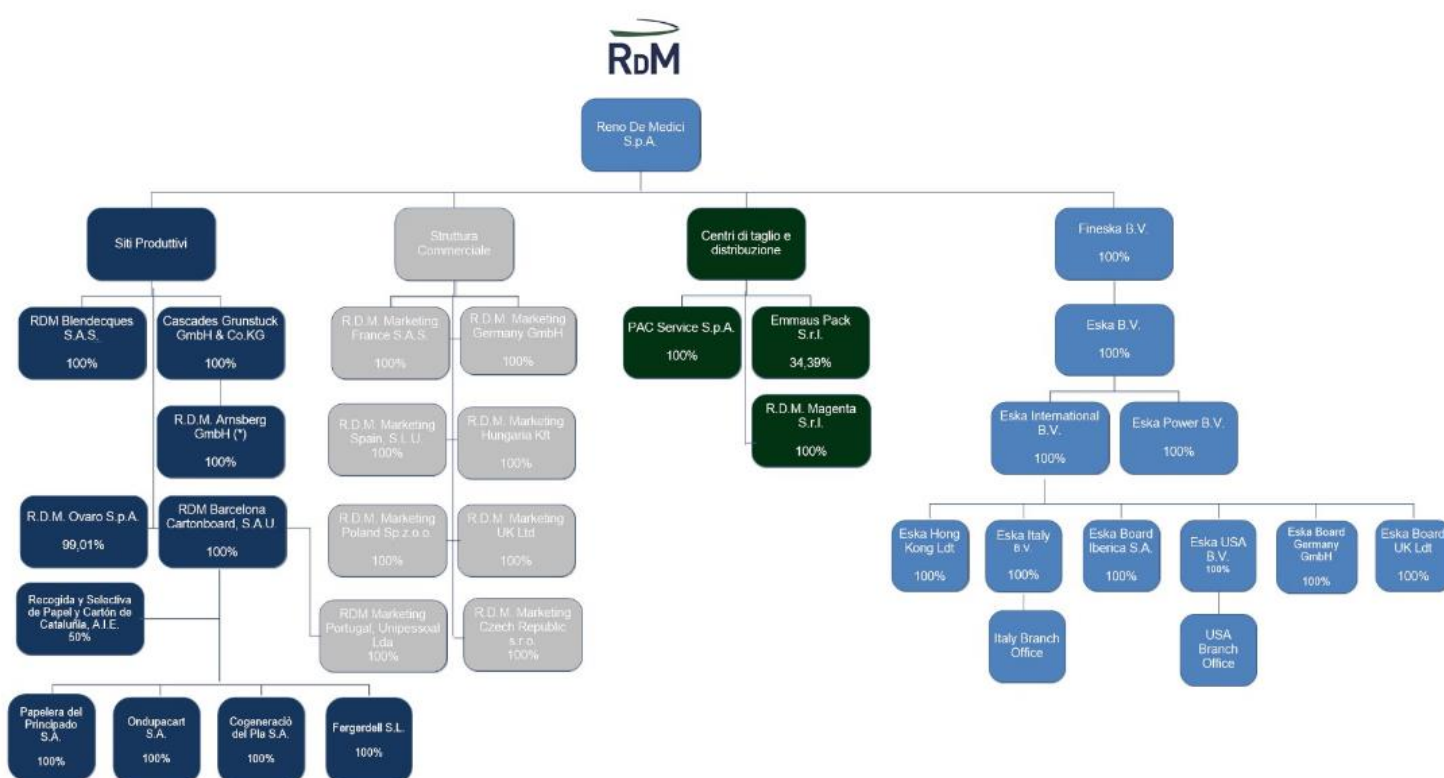 RDM
Reno De Medici
S.p.A.
Siti Produttivi
Struttura
Commerciale
Centri di taglio e
distribuzione
Fineska B.V.
100%
RDM Blendecques
S.A.S.
100%
Cascades Grunstuck
GmbH & Co.KG
100%
R.D.M. Arnsberg
GmbH (*)
100%
R.D.M. Ovaro S.p.A.
99,01%
RDM Barcelona
Cartonboard, S.A.U.
100%
Recogida y Selectiva
de Papel y Cartón de
Cataluñia, A.I.E.
50%
Papelera del
Principado
S.A.
100%
Ondupacart
S.A.
100%
Cogeneració
del Pla S.A.
100%
Fergerdell S.L.
100%
R.D.M. Marketing
France S.A.S.
100%
R.D.M. Marketing
Germany GmbH
100%
R.D.M. Marketing
Spain, S.L.U.
100%
R.D.M. Marketing
Hungaria Kft
100%
R.D.M. Marketing
Poland Sp.z.o.o.
100%
R.D.M. Marketing
UK Ltd
100%
RDM Marketing
Portugal, Unipessoal
Lda
100%
R.D.M. Marketing
Czech Republic
s.r.o.
100%
PAC Service S.p.A.
100%
Emmaus Pack
S.r.l.
34,39%
R.D.M. Magenta
S.r.l.
100%
Eska B.V.
100%
Eska International
B.V.
100%
Eska Power B.V.
100%
Eska Hong
Kong Ldt
100%
Eska Italy
B.V.
100%
Eska Board
Iberica S.A.
100%
Eska USA
B.V.
100%
Eska Board
Germany
GmbH
100%
Eska Board
UK Ldt
100%
Italy Branch
Office
USA
Branch
Office